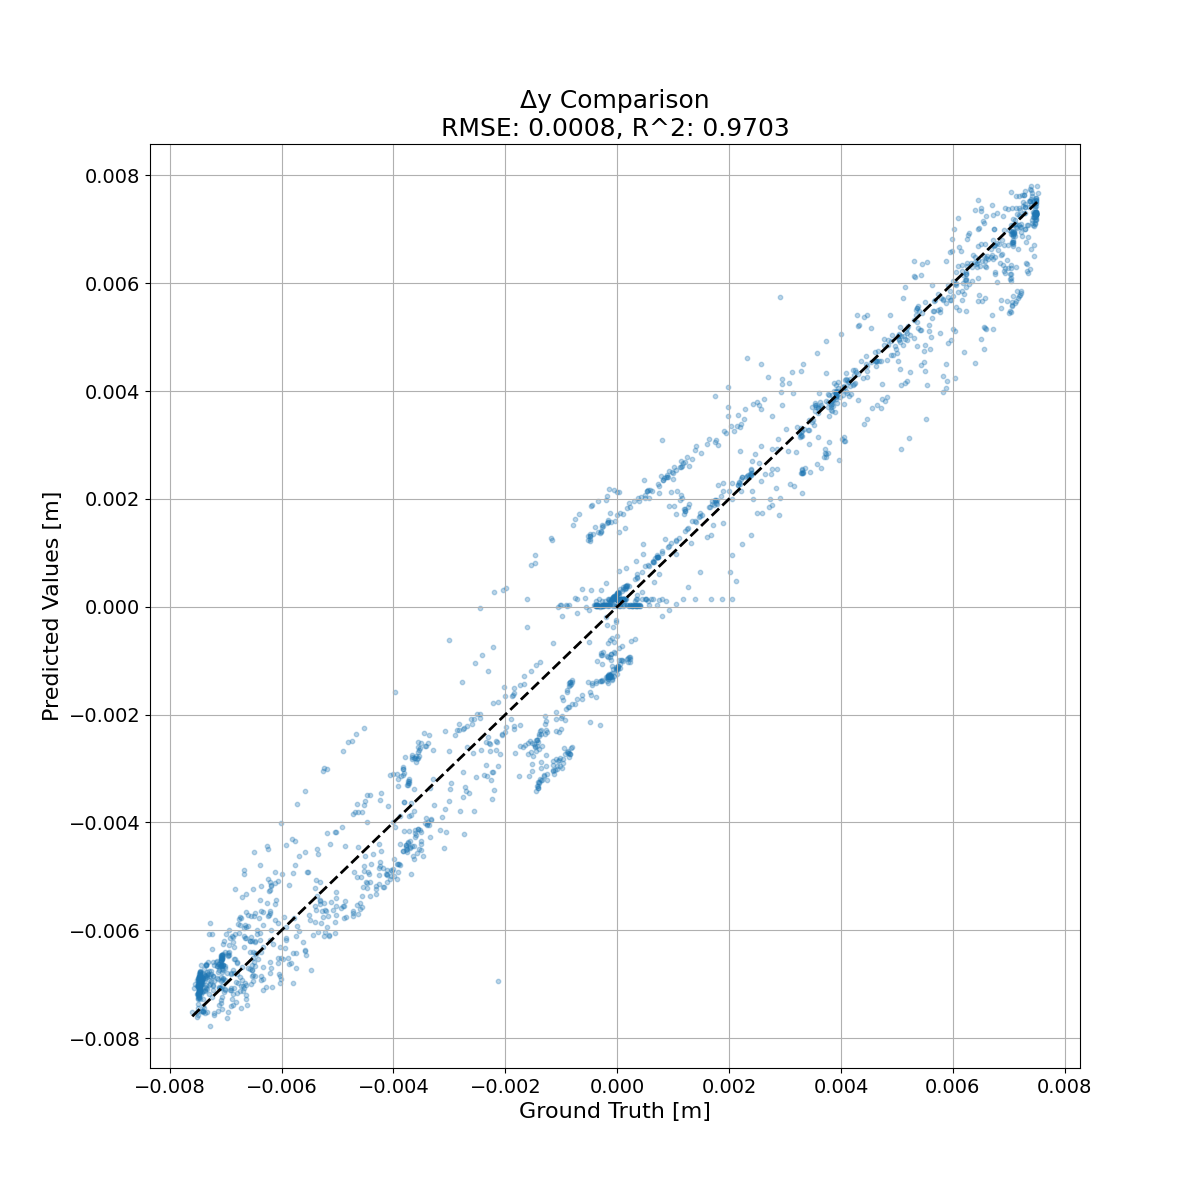 Δy Comparison
RMSE: 0.0008, R^2: 0.9703
0.008
0.006
0.004
0.002
0.000
−0.002
−0.004
−0.006
−0.008
Predicted Values [m]
−0.008 −0.006 −0.004 −0.002 0.000 0.002 0.004 0.006 0.008
Ground Truth [m]